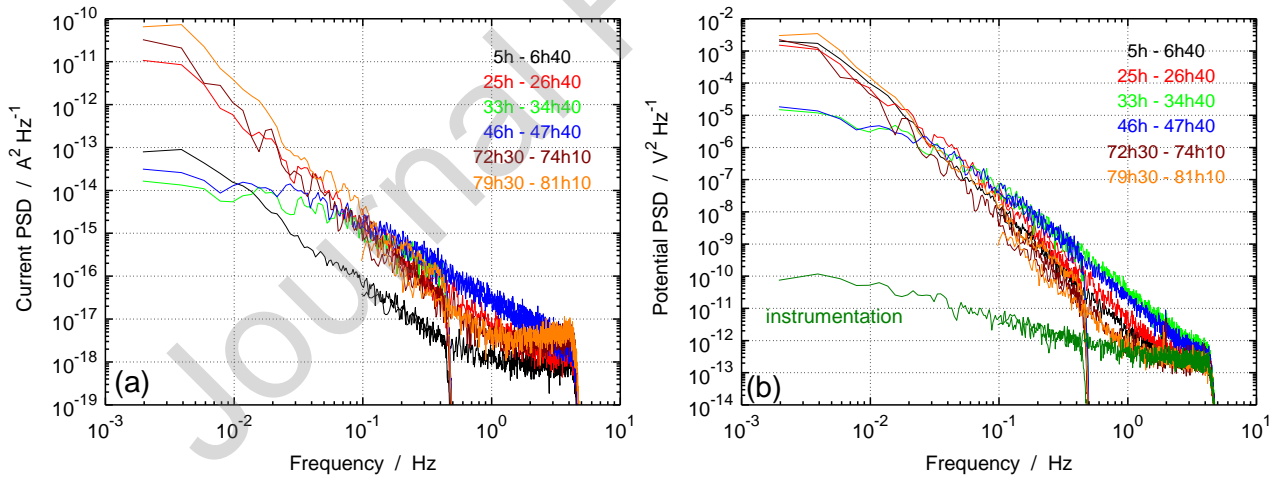 10^-10
10^-11
10^-12
10^-13
10^-14
10^-15
10^-16
10^-17
10^-18
10^-19
Current PSD / A^2 Hz^-1
5h - 6h40
25h - 26h40
33h - 34h40
46h - 47h40
72h30 - 74h10
79h30 - 81h10
(a)
10^-3 10^-2 10^-1 10^0 10^1
Frequency / Hz
10^-2
10^-3
10^-4
10^-5
10^-6
10^-7
10^-8
10^-9
10^-10
10^-11
10^-12
10^-13
10^-14
Potential PSD / V^2 Hz^-1
5h - 6h40
25h - 26h40
33h - 34h40
46h - 47h40
72h30 - 74h10
79h30 - 81h10
instrumentation
(b)
10^-3 10^-2 10^-1 10^0 10^1
Frequency / Hz
Journal P